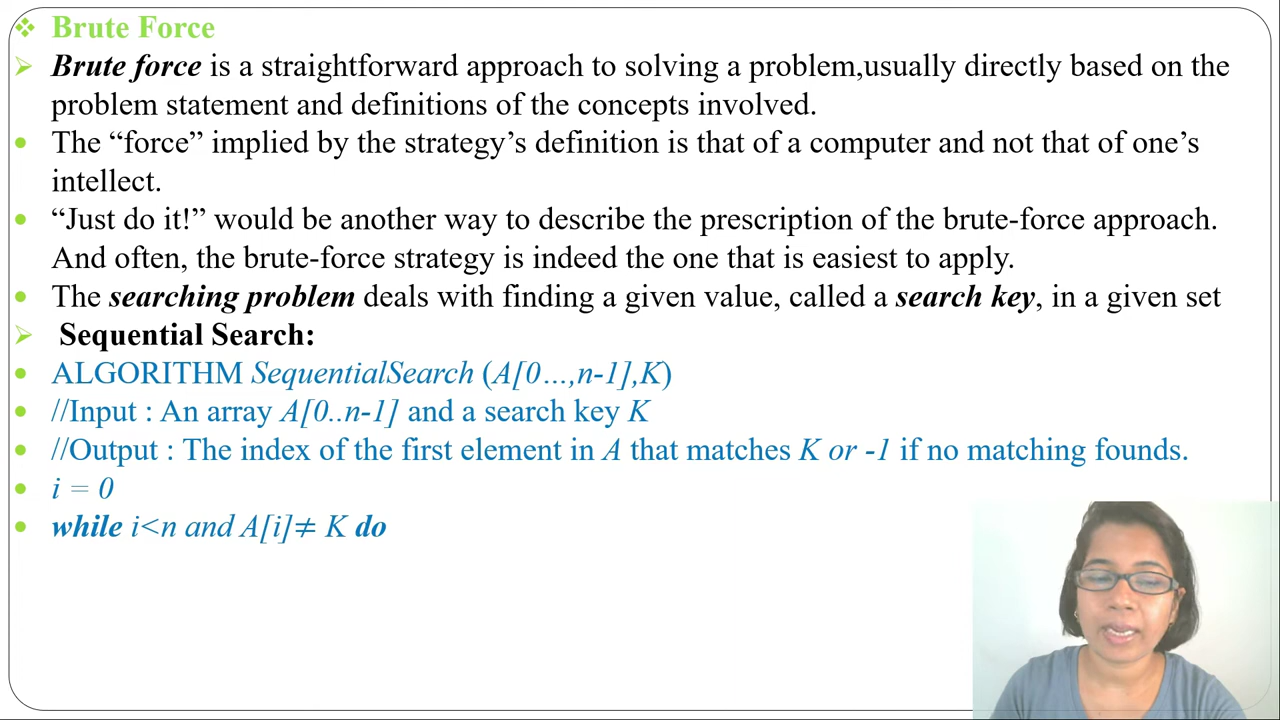 Brute Force
Brute force is a straightforward approach to solving a problem,usually directly based on the
problem statement and definitions of the concepts involved.
The “force” implied by the strategy’s definition is that of a computer and not that of one’s
intellect.
“Just do it!” would be another way to describe the prescription of the brute-force approach.
And often, the brute-force strategy is indeed the one that is easiest to apply.
The searching problem deals with finding a given value, called a search key, in a given set
Sequential Search:
ALGORITHM SequentialSearch (A[0...,n-1],K)
//Input : An array A[0..n-1] and a search key K
//Output : The index of the first element in A that matches K or -1 if no matching founds.
i = 0
while i<n and A[i]≠ K do